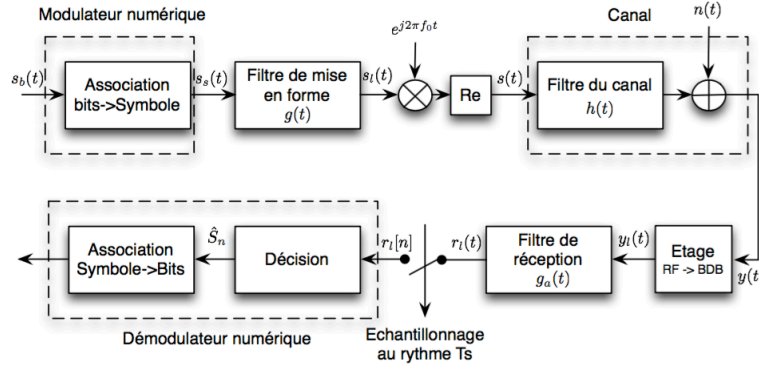 Modulateur numérique
Canal
n(t)
e^{j2πf_0t}
s_b(t)
Association
bits->Symbole
s_s(t)
Filtre de mise
en forme
g(t)
s_l(t)
Re
s(t)
Filtre du canal
h(t)
Association
Symbole->Bits
Ŝ_n
Décision
r_l[n]
r_l(t)
Filtre de
réception
g_a(t)
y_l(t)
Etage
RF -> BDB
y(t
Démodulateur numérique
Echantillonnage
au rythme Ts